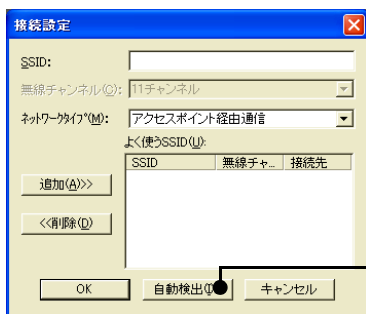 接続設定
SSID:
無線チャンネル(C): 11チャンネル
ネットワークタイプ(M): アクセスポイント経由通信
よく使うSSID(U):
SSID 無線チャ... 接続先
追加(A)>>
<<削除(D)
OK 自動検出 キャンセル